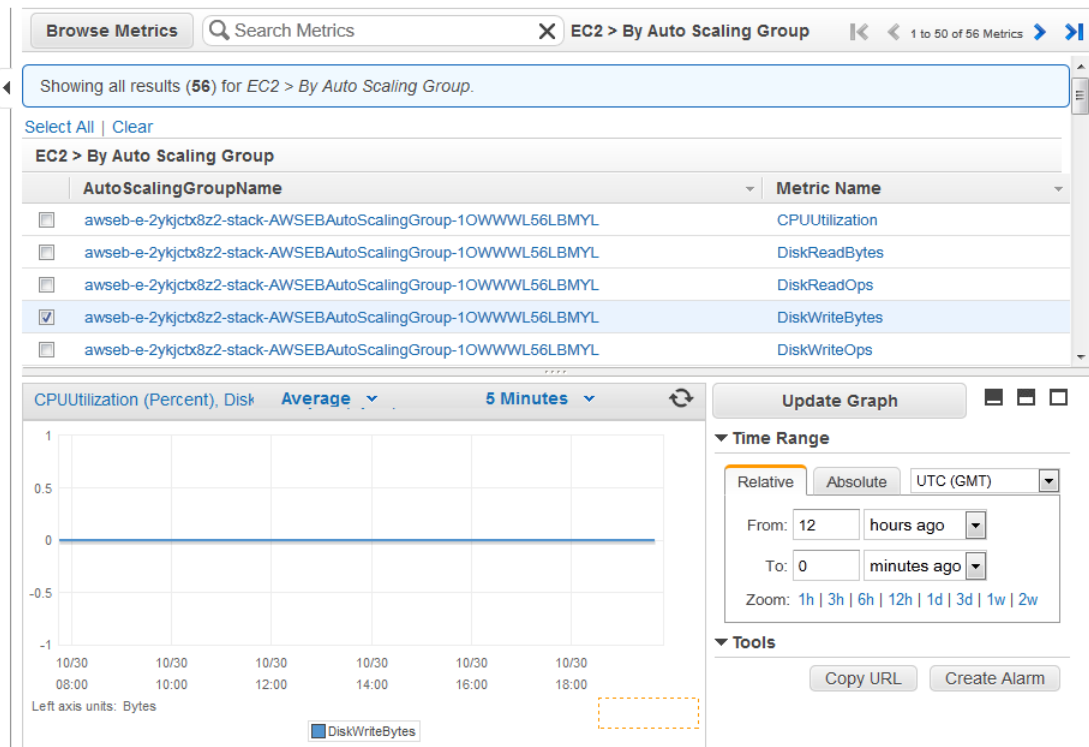 Browse Metrics Search Metrics EC2 > By Auto Scaling Group 1 to 50 of 56 Metrics
Showing all results (56) for EC2 > By Auto Scaling Group.
Select All | Clear
EC2 > By Auto Scaling Group
AutoScalingGroupName Metric Name
awseb-e-2ykjctx8z2-stack-AWSEBAutoScalingGroup-1OWWWL56LBMYL CPUUtilization
awseb-e-2ykjctx8z2-stack-AWSEBAutoScalingGroup-1OWWWL56LBMYL DiskReadBytes
awseb-e-2ykjctx8z2-stack-AWSEBAutoScalingGroup-1OWWWL56LBMYL DiskReadOps
awseb-e-2ykjctx8z2-stack-AWSEBAutoScalingGroup-1OWWWL56LBMYL DiskWriteBytes
awseb-e-2ykjctx8z2-stack-AWSEBAutoScalingGroup-1OWWWL56LBMYL DiskWriteOps
CPUUtilization (Percent), Disk Average 5 Minutes
1
0.5
0
-0.5
-1
10/30 10/30 10/30 10/30 10/30 10/30
08:00 10:00 12:00 14:00 16:00 18:00
Left axis units: Bytes
DiskWriteBytes
Update Graph
Time Range
Relative Absolute UTC (GMT)
From: 12 hours ago
To: 0 minutes ago
Zoom: 1h | 3h | 6h | 12h | 1d | 3d | 1w | 2w
Tools
Copy URL Create Alarm